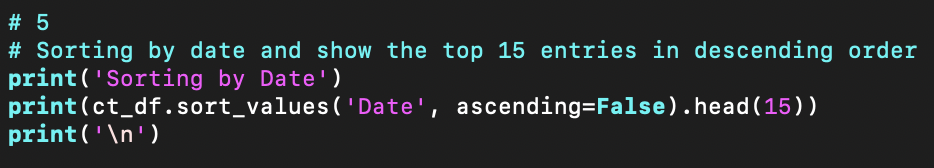 # 5
# Sorting by date and show the top 15 entries in descending order
print('Sorting by Date')
print(ct_df.sort_values('Date', ascending=False).head(15))
print('\n')